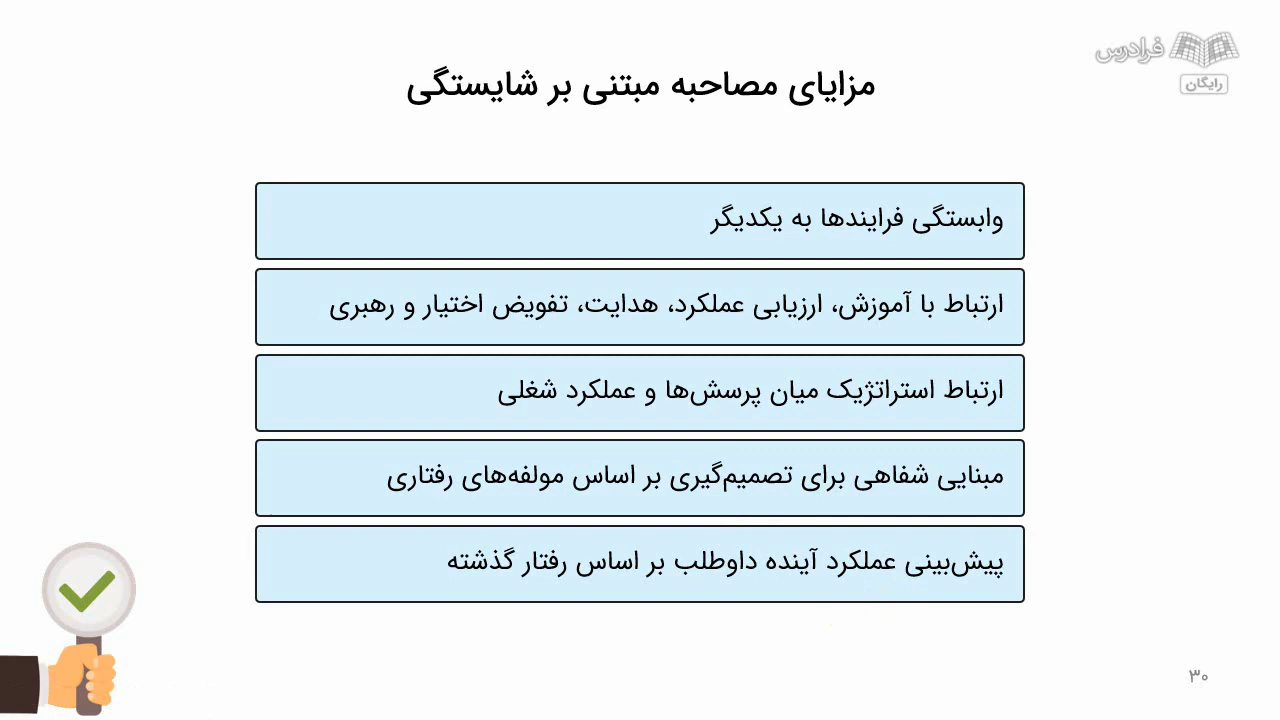 فرادرس
رایگان
مزایای مصاحبه مبتنی بر شایستگی
وابستگی فرایندها به یکدیگر
ارتباط با آموزش، ارزیابی عملکرد، هدایت، تفویض اختیار و رهبری
ارتباط استراتژیک میان پرسش‌ها و عملکرد شغلی
مبنایی شفاهی برای تصمیم‌گیری بر اساس مولفه‌های رفتاری
پیش‌بینی عملکرد آینده داوطلب بر اساس رفتار گذشته
۳۰